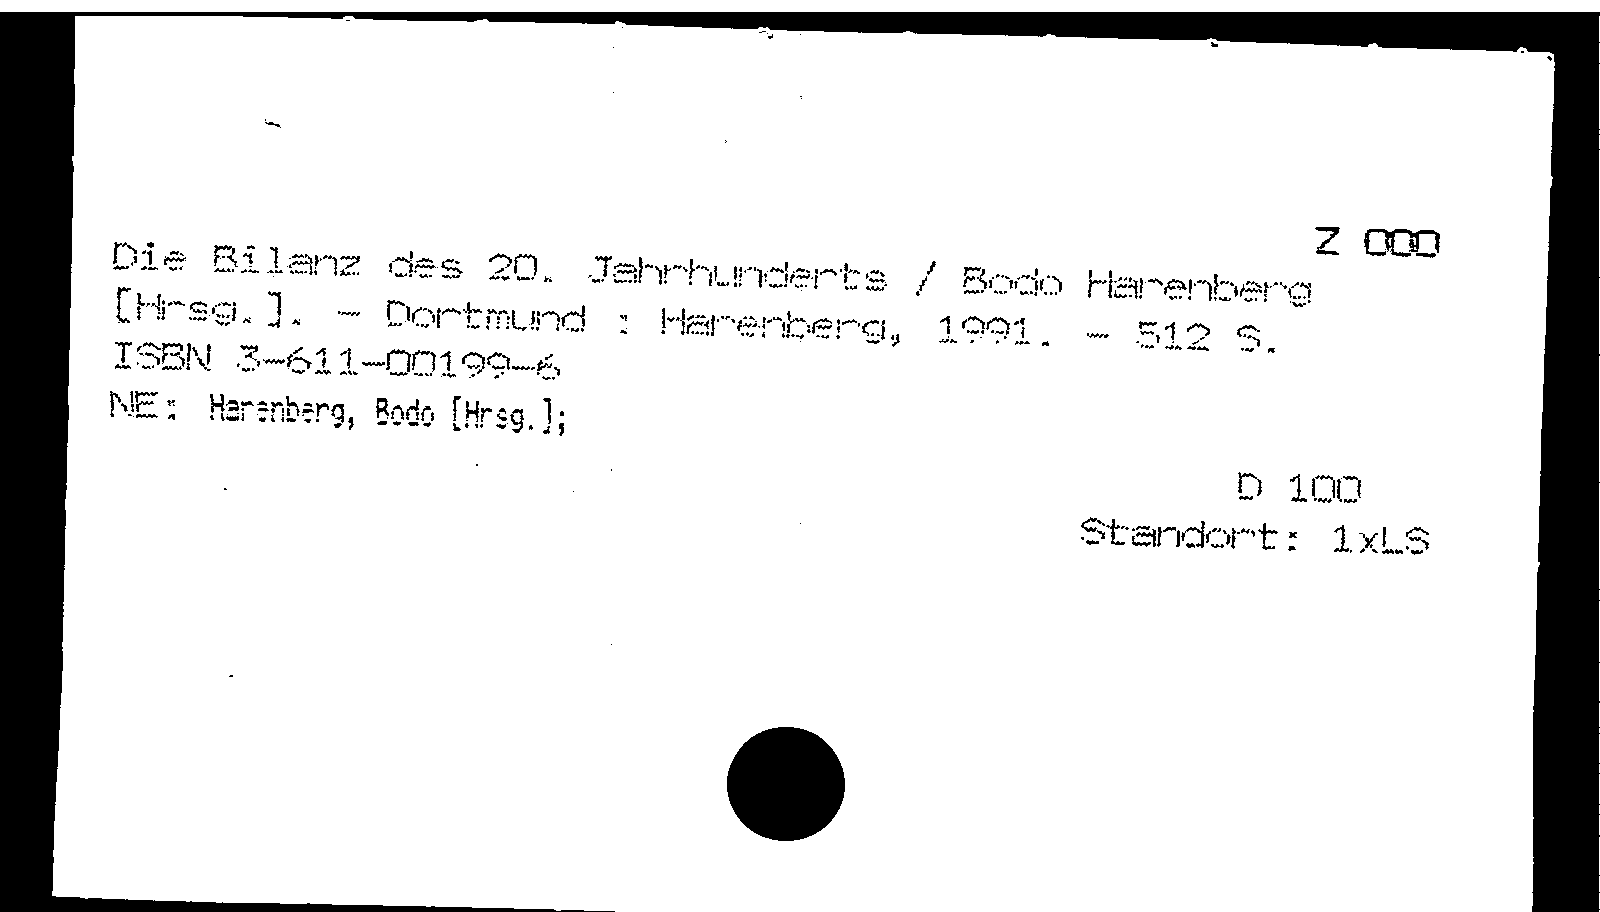 Z 000
Die Bilanz des 20. Jahrhunderts / Bodo Harenberg
[Hrsg.]. - Dortmund : Harenberg, 1991. - 512 S.
ISBN 3-611-00199-6
NE: Harenberg, Bodo [Hrsg.];
D 100
Standort: 1xLS